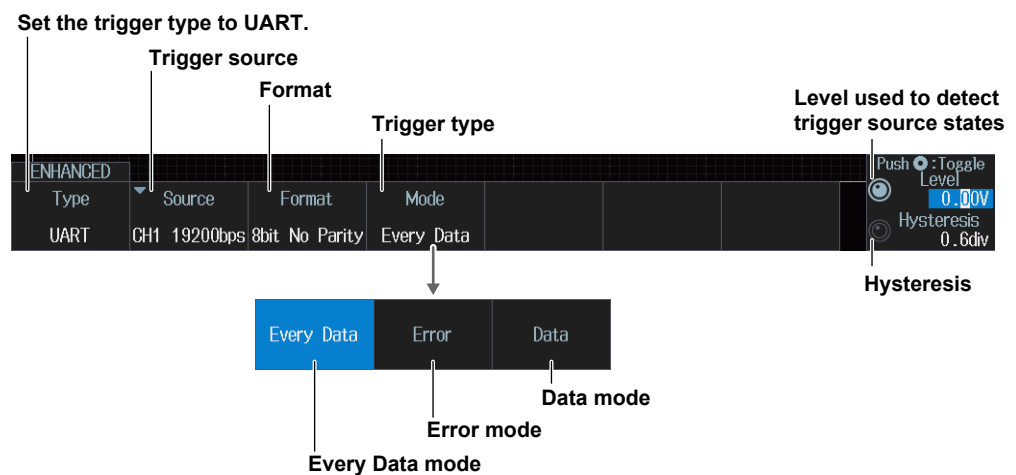 Set the trigger type to UART.
Trigger source
Format
Trigger type
Level used to detect
trigger source states
ENHANCED
Type
Source
Format
Mode
UART
CH1 19200bps
8bit No Parity
Every Data
Push :Toggle
Level
0.00V
Hysteresis
0.6div
Hysteresis
Every Data
Error
Data
Data mode
Error mode
Every Data mode